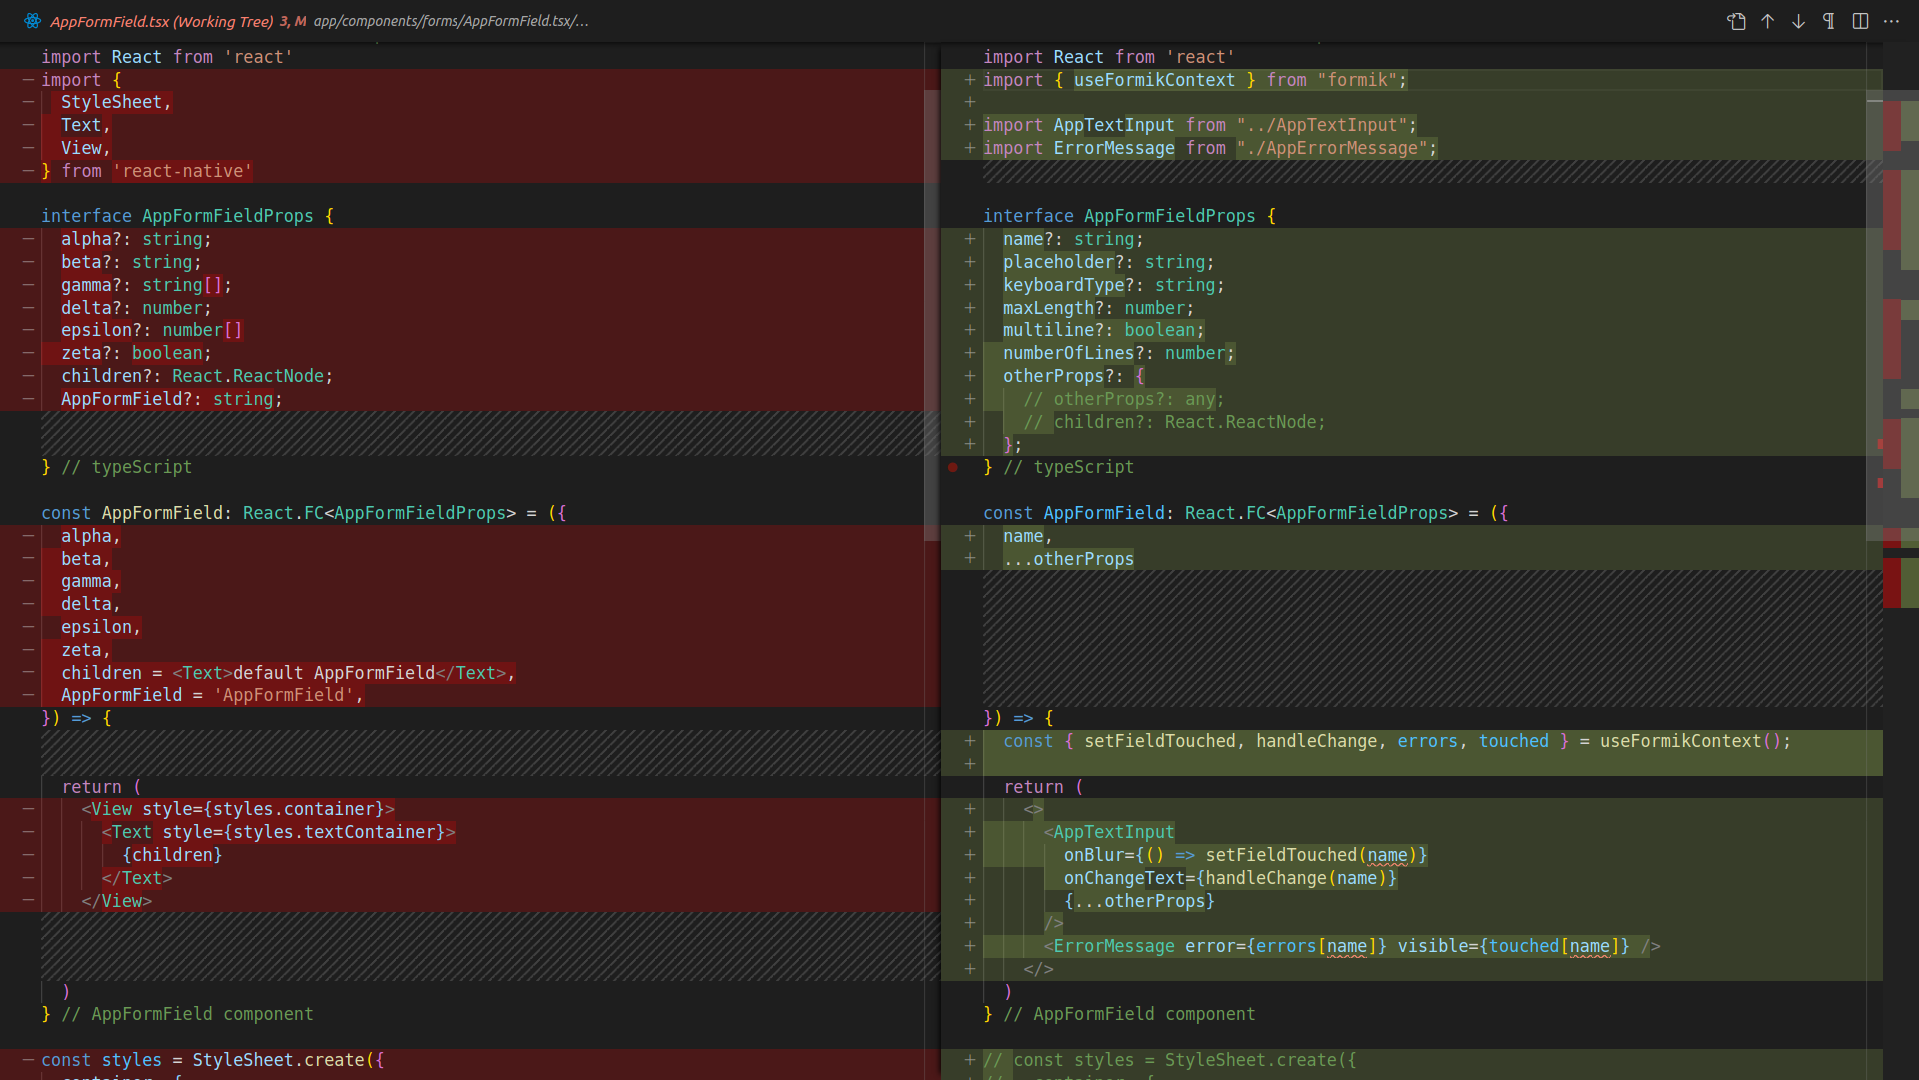 AppFormField.tsx (Working Tree) 3, M app/components/forms/AppFormField.tsx/...
import React from 'react'
import {
StyleSheet,
Text,
View,
} from 'react-native'
interface AppFormFieldProps {
alpha?: string;
beta?: string;
gamma?: string[];
delta?: number;
epsilon?: number[]
zeta?: boolean;
children?: React.ReactNode;
AppFormField?: string;
} // typeScript
const AppFormField: React.FC<AppFormFieldProps> = ({
alpha,
beta,
gamma,
delta,
epsilon,
zeta,
children = <Text>default AppFormField</Text>,
AppFormField = 'AppFormField',
}) => {
return (
<View style={styles.container}>
<Text style={styles.textContainer}>
{children}
</Text>
</View>
)
} // AppFormField component
const styles = StyleSheet.create({
import React from 'react'
import { useFormikContext } from "formik";
import AppTextInput from "../AppTextInput";
import ErrorMessage from "./AppErrorMessage";
interface AppFormFieldProps {
name?: string;
placeholder?: string;
keyboardType?: string;
maxLength?: number;
multiline?: boolean;
numberOfLines?: number;
otherProps?: {
// otherProps?: any;
// children?: React.ReactNode;
};
} // typeScript
const AppFormField: React.FC<AppFormFieldProps> = ({
name,
...otherProps
}) => {
const { setFieldTouched, handleChange, errors, touched } = useFormikContext();
return (
<>
<AppTextInput
onBlur={() => setFieldTouched(name)}
onChangeText={handleChange(name)}
{...otherProps}
/>
<ErrorMessage error={errors[name]} visible={touched[name]} />
</>
)
} // AppFormField component
// const styles = StyleSheet.create({